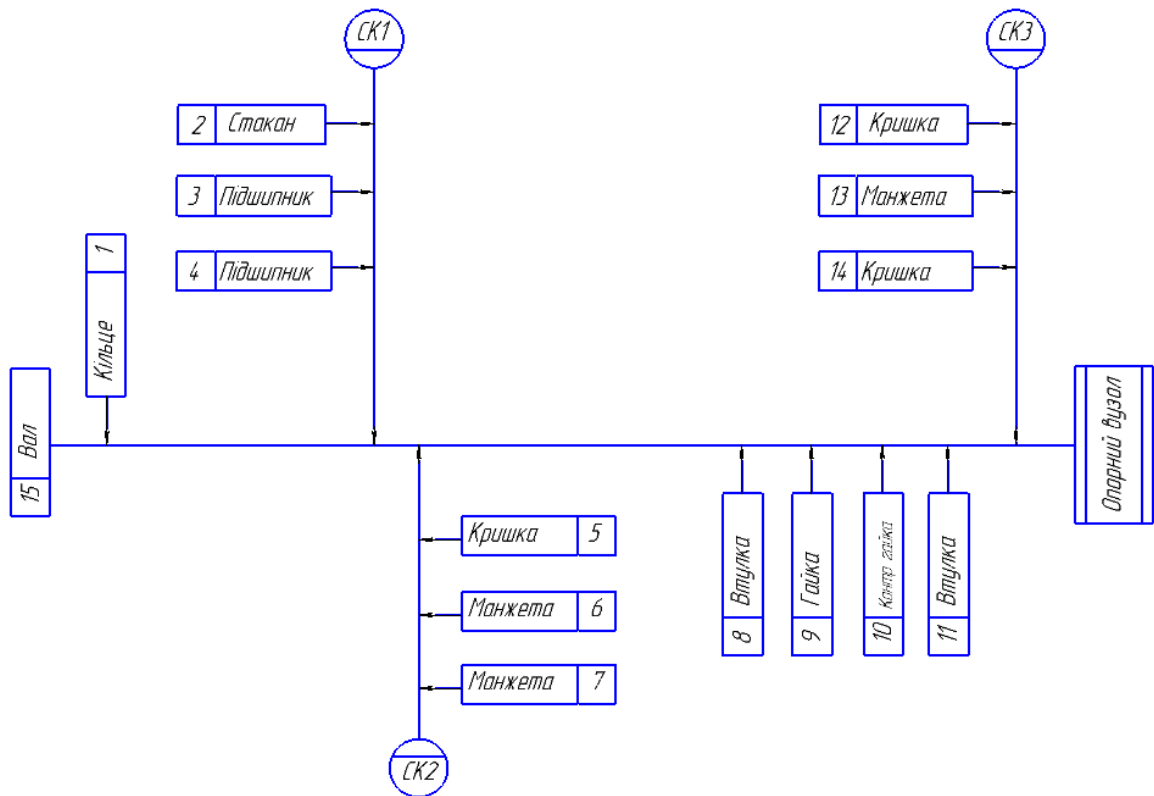 СК1
СК3
2 Стакан
12 Кришка
3 Підшипник
13 Манжета
4 Підшипник
14 Кришка
1 Кільце
15 Вал
Опорний вузол
Кришка 5
Манжета 6
Манжета 7
8 Втулка
9 Гайка
10 Контр гайка
11 Втулка
СК2